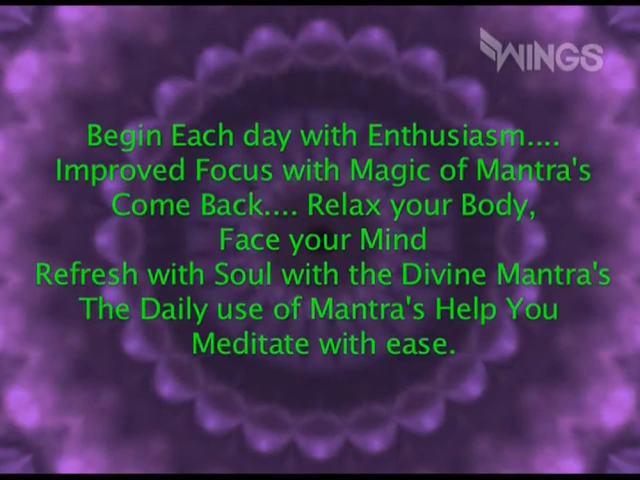 WINGS
Begin Each day with Enthusiasm....
Improved Focus with Magic of Mantra's
Come Back.... Relax your Body,
Face your Mind
Refresh with Soul with the Divine Mantra's
The Daily use of Mantra's Help You
Meditate with ease.